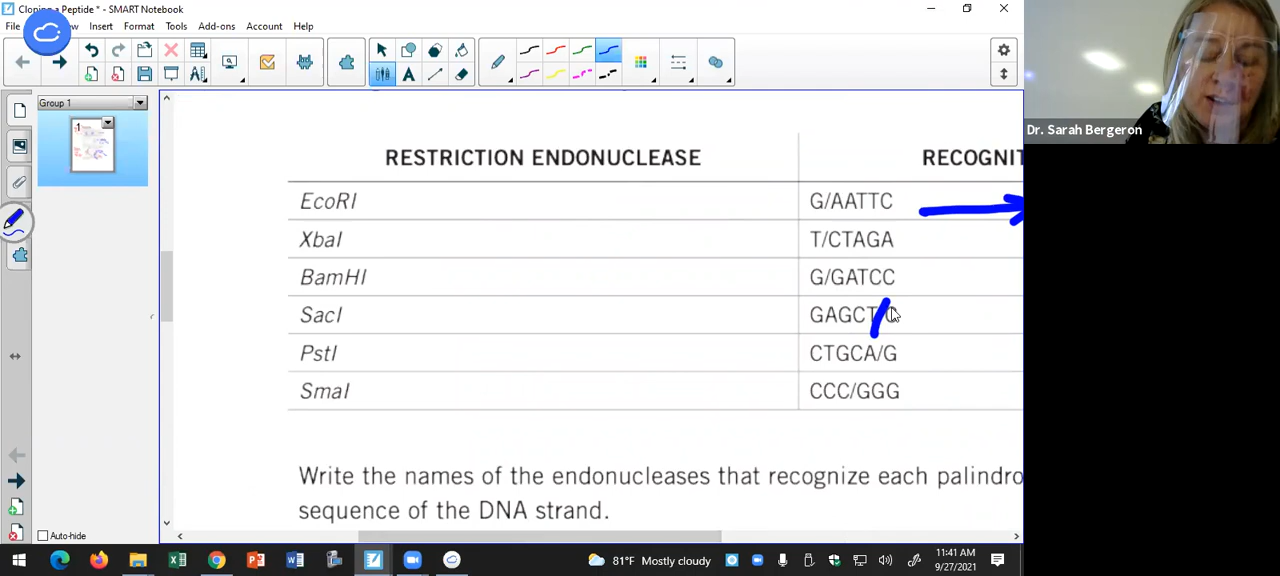 Cloning a Peptide * - SMART Notebook
File
Insert
Format
Tools
Add-ons
Account
Help
Group 1
Dr. Sarah Bergeron
RESTRICTION ENDONUCLEASE
RECOGNIT
EcoRI
G/AATTC
XbaI
T/CTAGA
BamHI
G/GATCC
SacI
GAGCT/C
PstI
CTGCA/G
SmaI
CCC/GGG
Write the names of the endonucleases that recognize each palindro
sequence of the DNA strand.
Auto-hide
81°F Mostly cloudy
11:41 AM
9/27/2021